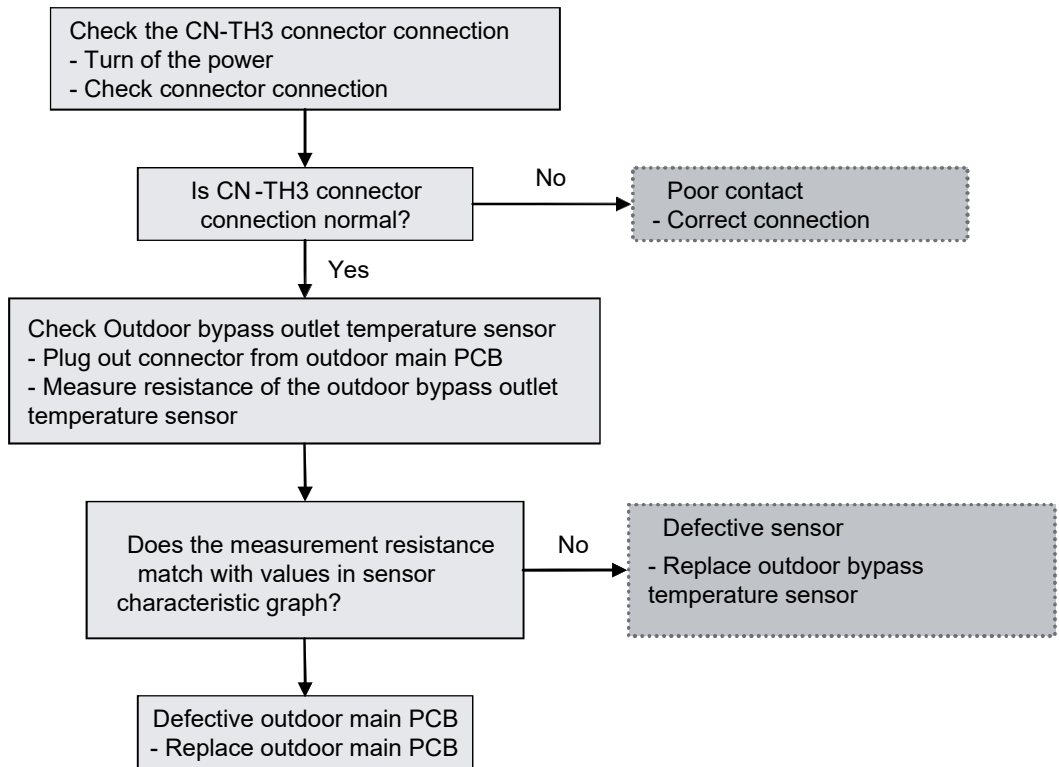 Check the CN-TH3 connector connection
- Turn of the power
- Check connector connection
Is CN-TH3 connector
connection normal?
No
Poor contact
- Correct connection
Yes
Check Outdoor bypass outlet temperature sensor
- Plug out connector from outdoor main PCB
- Measure resistance of the outdoor bypass outlet
temperature sensor
Does the measurement resistance
match with values in sensor
characteristic graph?
No
Defective sensor
- Replace outdoor bypass
temperature sensor
Defective outdoor main PCB
- Replace outdoor main PCB